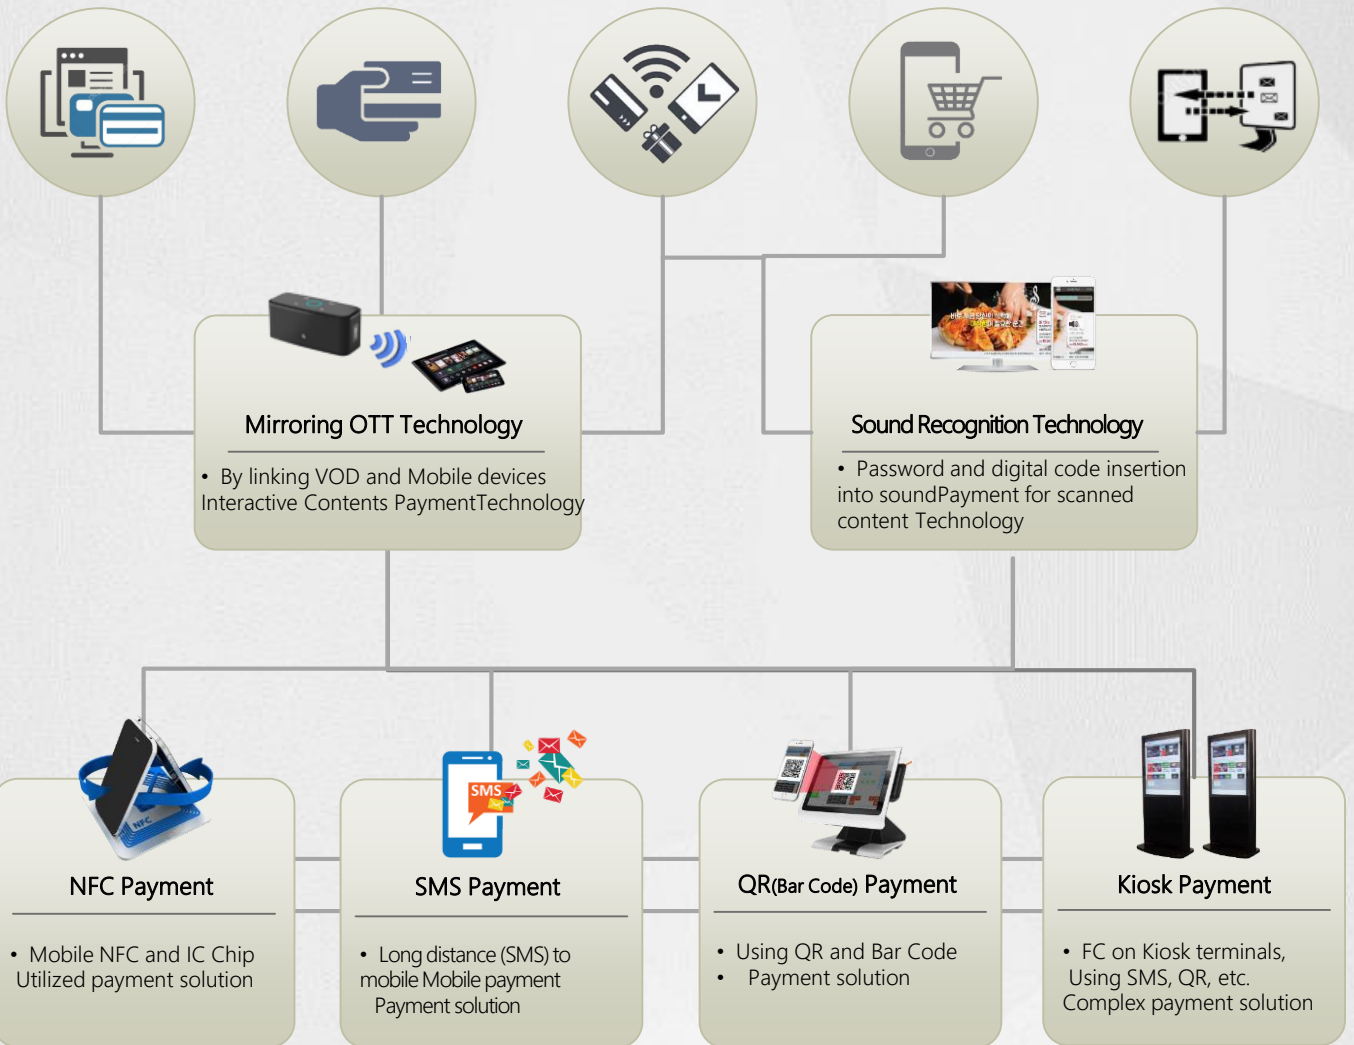 Mirroring OTT Technology
• By linking VOD and Mobile devices
Interactive Contents PaymentTechnology
Sound Recognition Technology
• Password and digital code insertion
into soundPayment for scanned
content Technology
SMS
NFC
NFC Payment
• Mobile NFC and IC Chip
Utilized payment solution
SMS Payment
• Long distance (SMS) to
mobile Mobile payment
Payment solution
QR(Bar Code) Payment
• Using QR and Bar Code
• Payment solution
Kiosk Payment
• FC on Kiosk terminals,
Using SMS, QR, etc.
Complex payment solution